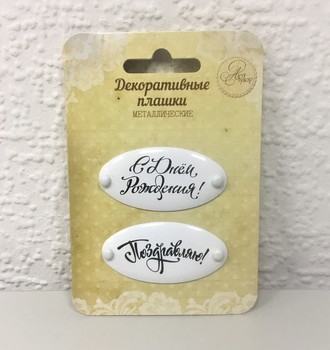 Декоративные
плашки
МЕТАЛЛИЧЕСКИЕ
С Днём
Рождения!
Поздравляю!